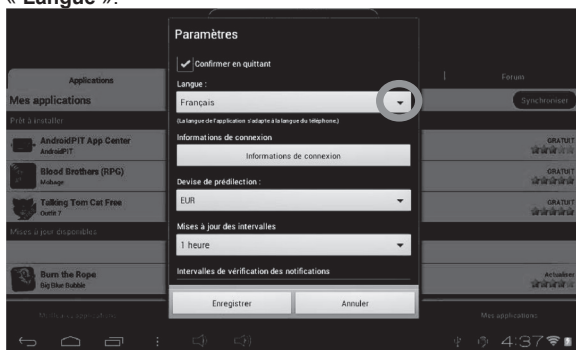 « Langue ».
Paramètres
Confirmer en quittant
Langue :
Français
(La langue de l'application s'adapte à la langue du téléphone.)
Informations de connexion
Informations de connexion
Devise de prédilection :
EUR
Mises à jour des intervalles
1 heure
Intervalles de vérification des notifications
Enregistrer
Annuler
Applications
Forum
Mes applications
Synchroniser
Prêt à installer
AndroidPIT App Center
AndroidPIT
GRATUIT
Blood Brothers (RPG)
Mobage
GRATUIT
Talking Tom Cat Free
Outfit 7
GRATUIT
Mises à jour disponibles
Burn the Rope
Big Blue Bubble
Actualiser
Meilleures applications
Mes applications
4:37